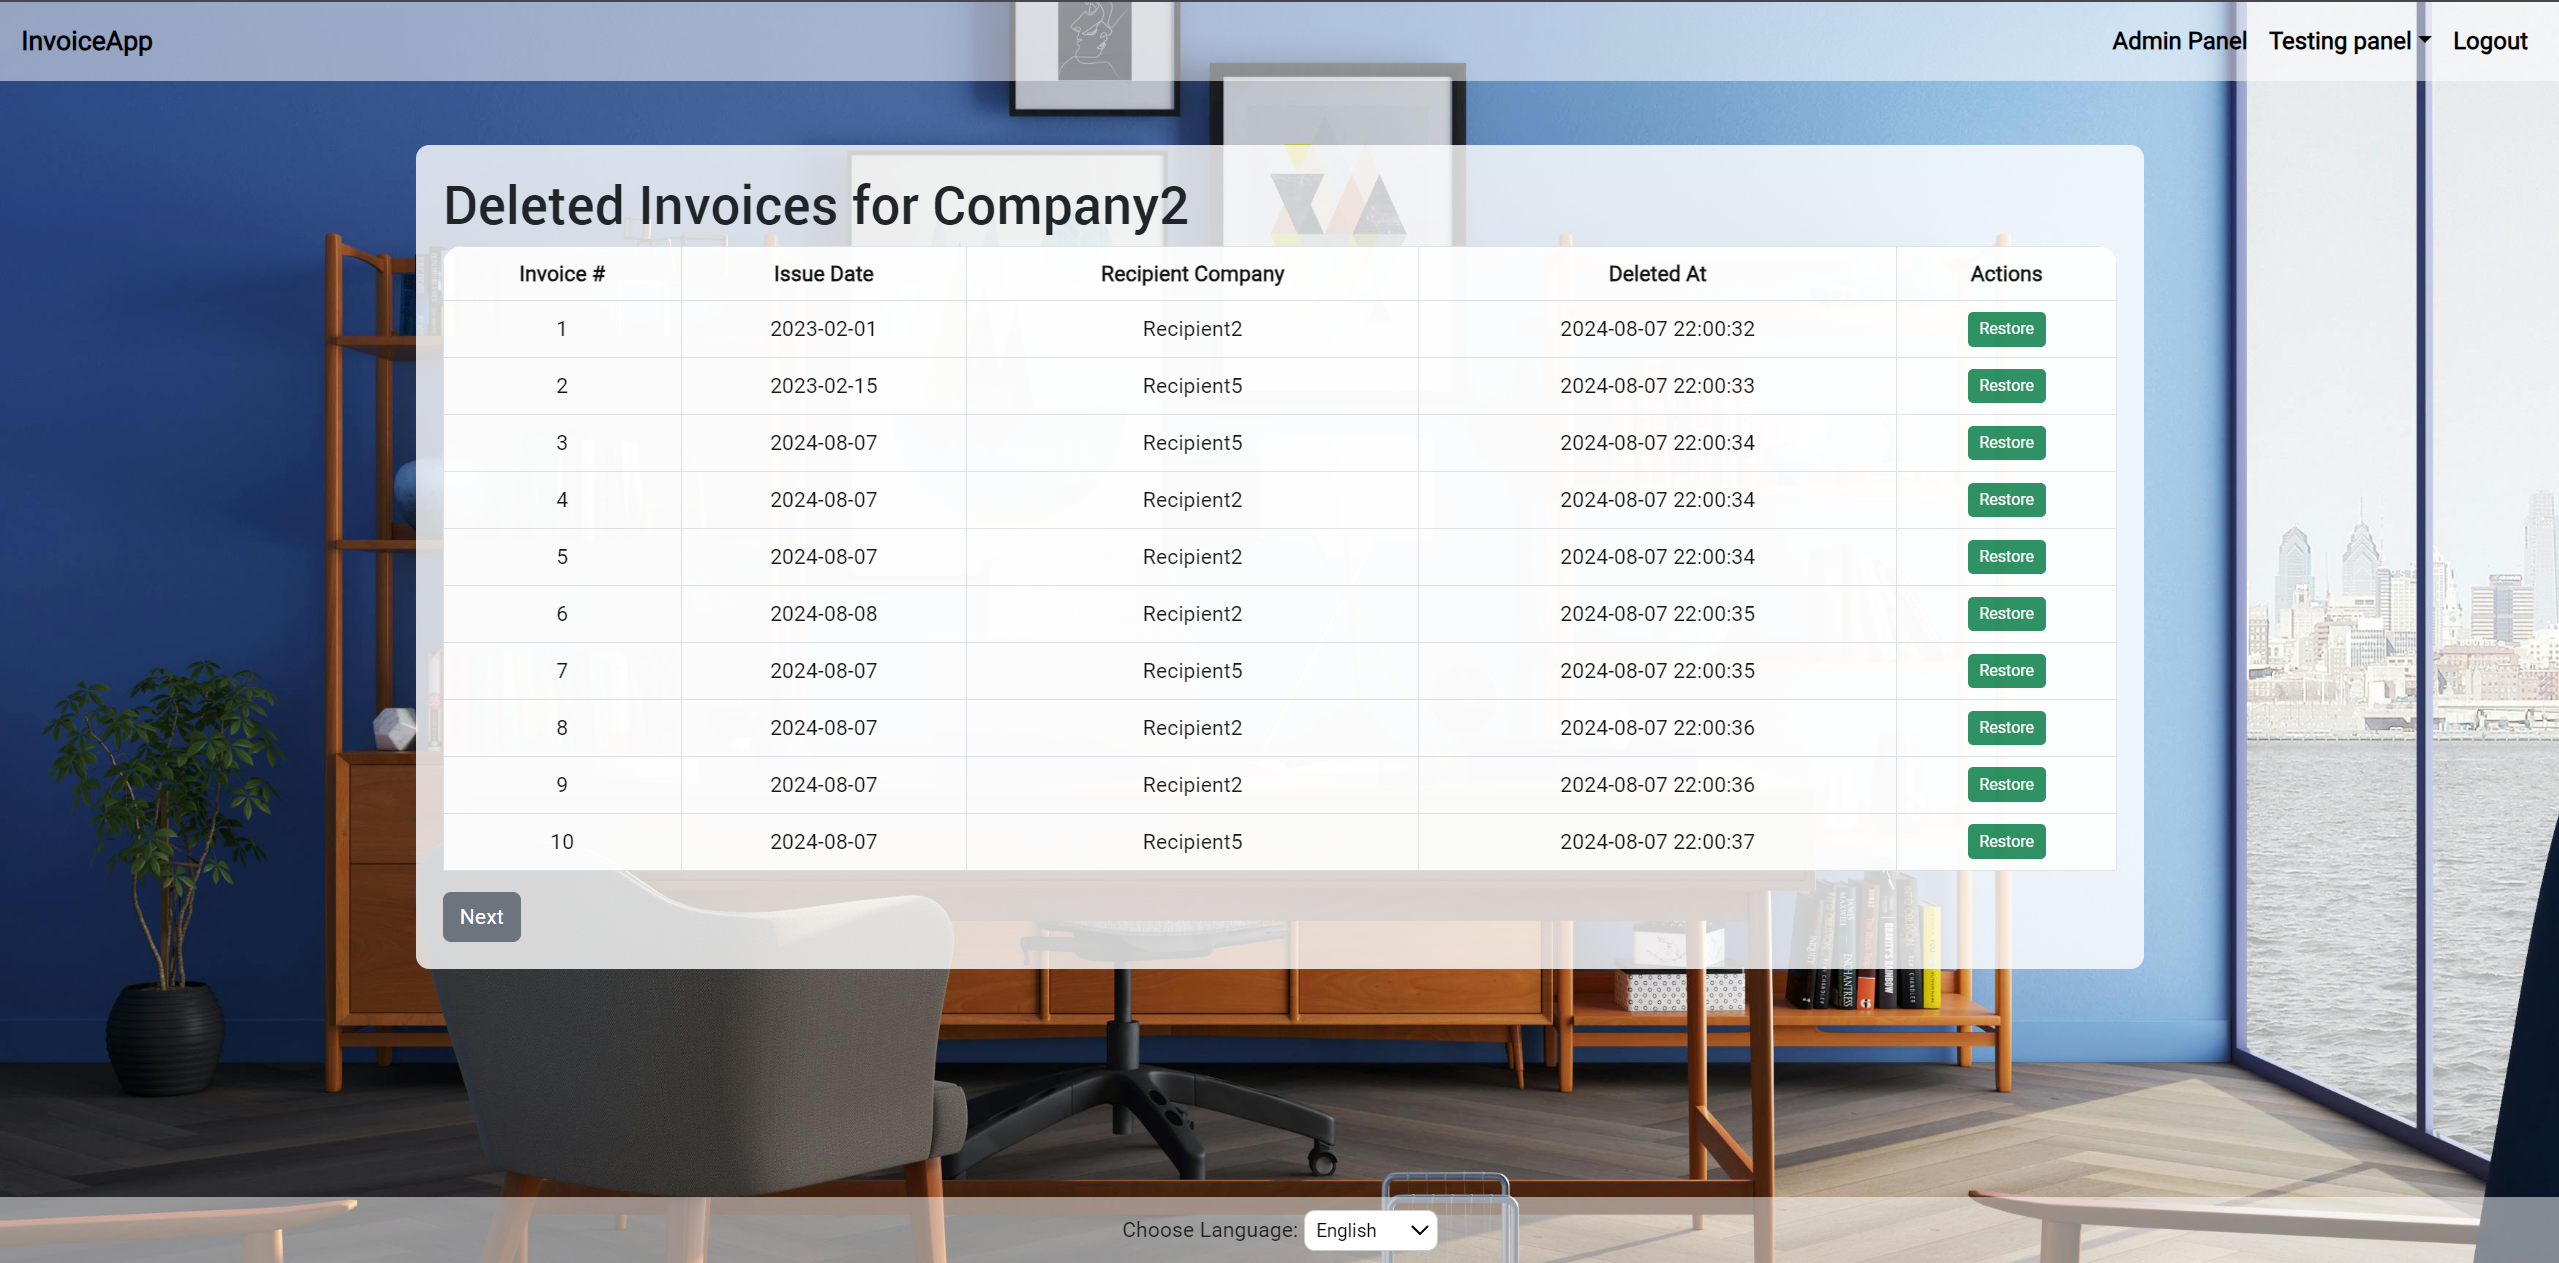 InvoiceApp Admin Panel Testing panel Logout
Deleted Invoices for Company2
Invoice # Issue Date Recipient Company Deleted At Actions
1 2023-02-01 Recipient2 2024-08-07 22:00:32 Restore
2 2023-02-15 Recipient5 2024-08-07 22:00:33 Restore
3 2024-08-07 Recipient5 2024-08-07 22:00:34 Restore
4 2024-08-07 Recipient2 2024-08-07 22:00:34 Restore
5 2024-08-07 Recipient2 2024-08-07 22:00:34 Restore
6 2024-08-08 Recipient2 2024-08-07 22:00:35 Restore
7 2024-08-07 Recipient5 2024-08-07 22:00:35 Restore
8 2024-08-07 Recipient2 2024-08-07 22:00:36 Restore
9 2024-08-07 Recipient2 2024-08-07 22:00:36 Restore
10 2024-08-07 Recipient5 2024-08-07 22:00:37 Restore
Next
Choose Language: English